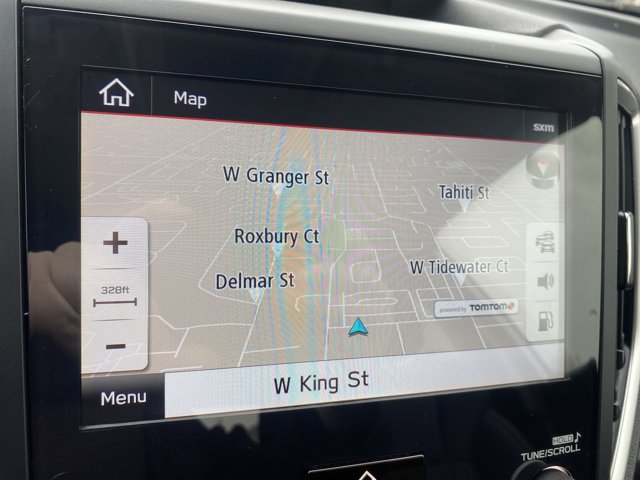 Map
sxm
W Granger St
Tahiti St
Roxbury Ct
W Tidewater Ct
Delmar St
+
328ft
-
powered by TOMTOM
Menu
W King St
HOLD ♪
TUNE/SCROLL